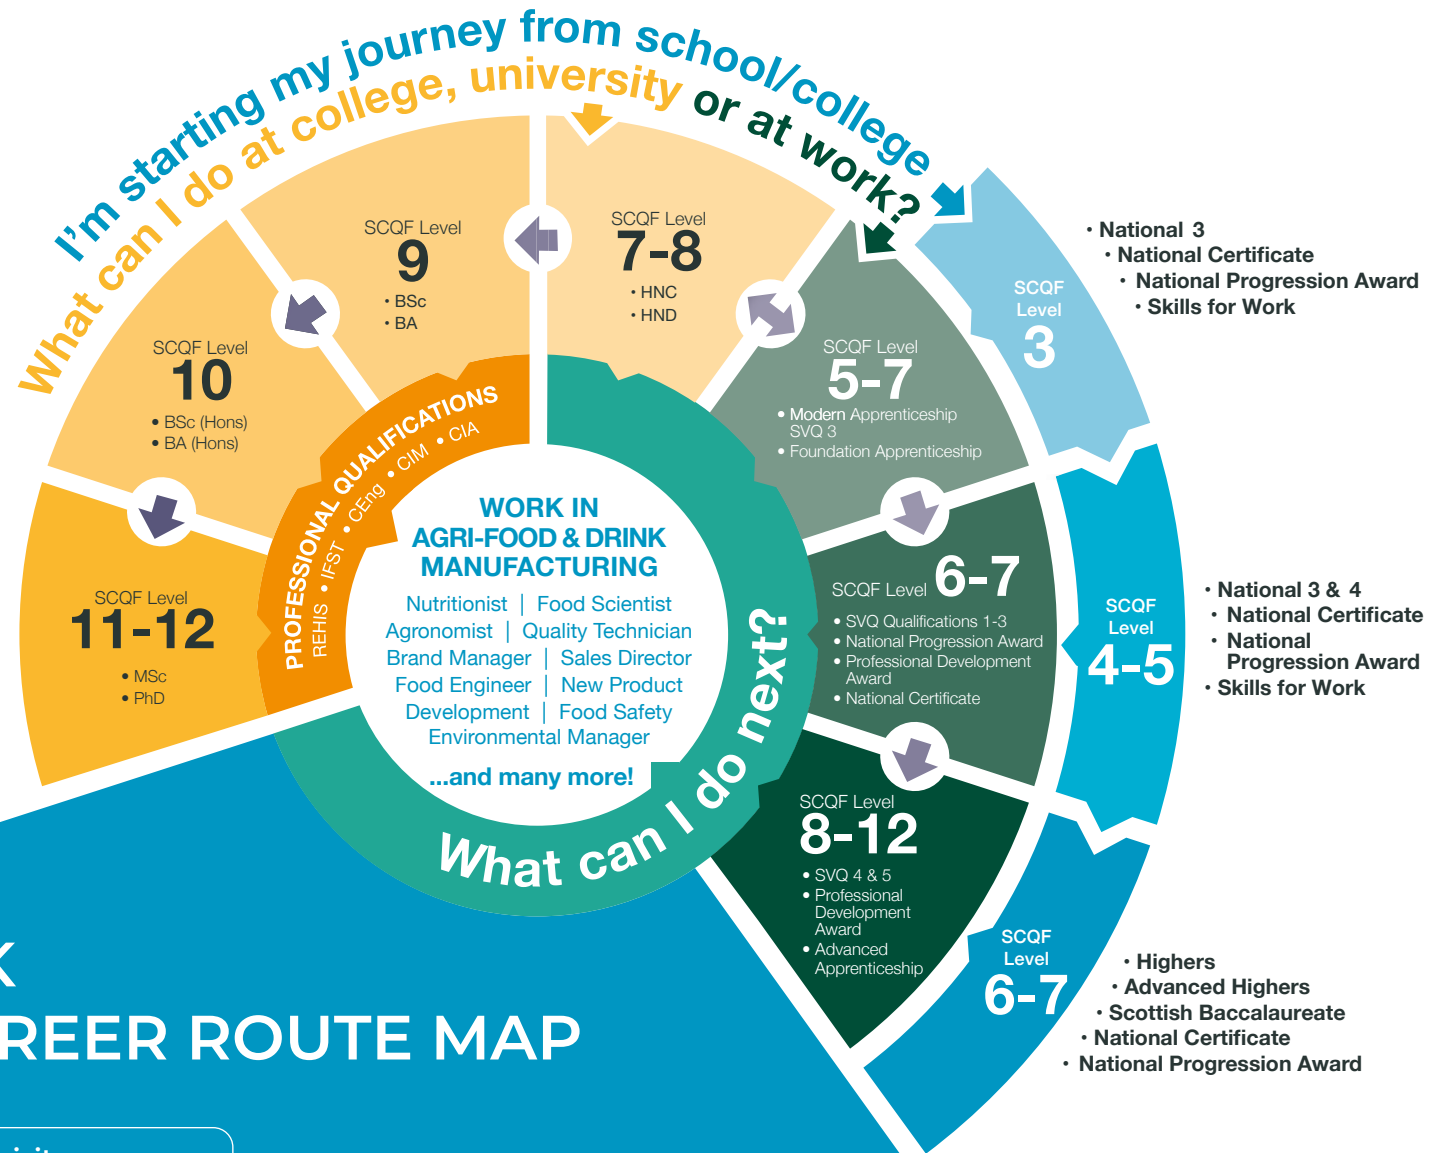 I'm starting my journey from school/college
What can I do at college, university or at work?
SCQF Level
3
• National 3
• National Certificate
• National Progression Award
• Skills for Work
SCQF
Level
4-5
• National 3 & 4
• National Certificate
• National
Progression Award
• Skills for Work
SCQF
Level
6-7
• Highers
• Advanced Highers
• Scottish Baccalaureate
• National Certificate
• National Progression Award
SCQF Level
5-7
• Modern Apprenticeship
SVQ 3
• Foundation Apprenticeship
SCQF Level 6-7
• SVQ Qualifications 1-3
• National Progression Award
• Professional Development
Award
• National Certificate
SCQF Level
8-12
• SVQ 4 & 5
• Professional
Development
Award
• Advanced
Apprenticeship
SCQF Level
7-8
• HNC
• HND
SCQF Level
9
• BSc
• BA
SCQF Level
10
• BSc (Hons)
• BA (Hons)
SCQF Level
11-12
• MSc
• PhD
PROFESSIONAL QUALIFICATIONS
REHIS • IFST • CEng • CIM • CIA
WORK IN
AGRI-FOOD & DRINK
MANUFACTURING
Nutritionist | Food Scientist
Agronomist | Quality Technician
Brand Manager | Sales Director
Food Engineer | New Product
Development | Food Safety
Environmental Manager
...and many more!
What can I do next?
REER ROUTE MAP